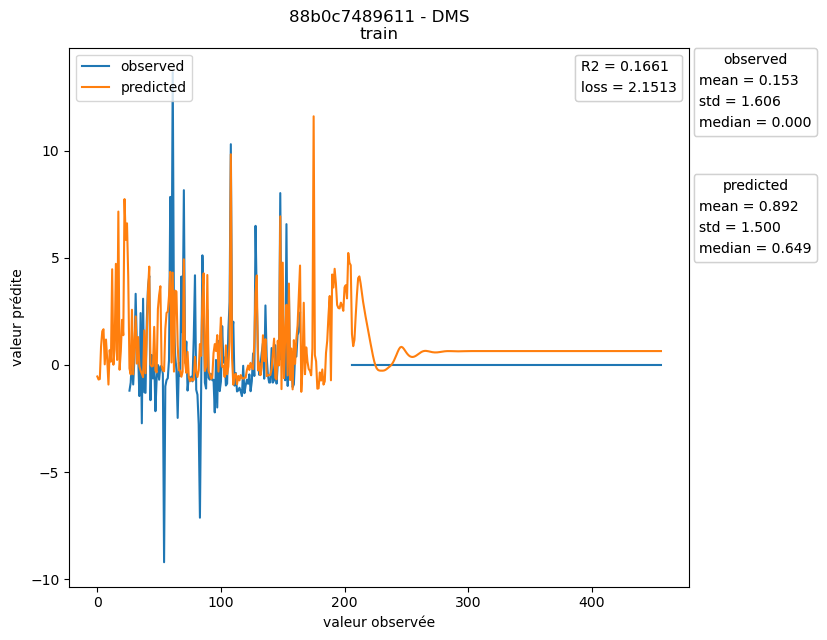 88b0c7489611 - DMS
train
observed
predicted
R2 = 0.1661
loss = 2.1513
observed
mean = 0.153
std = 1.606
median = 0.000
predicted
mean = 0.892
std = 1.500
median = 0.649
valeur prédite
10
5
0
−5
−10
0
100
200
300
400
valeur observée